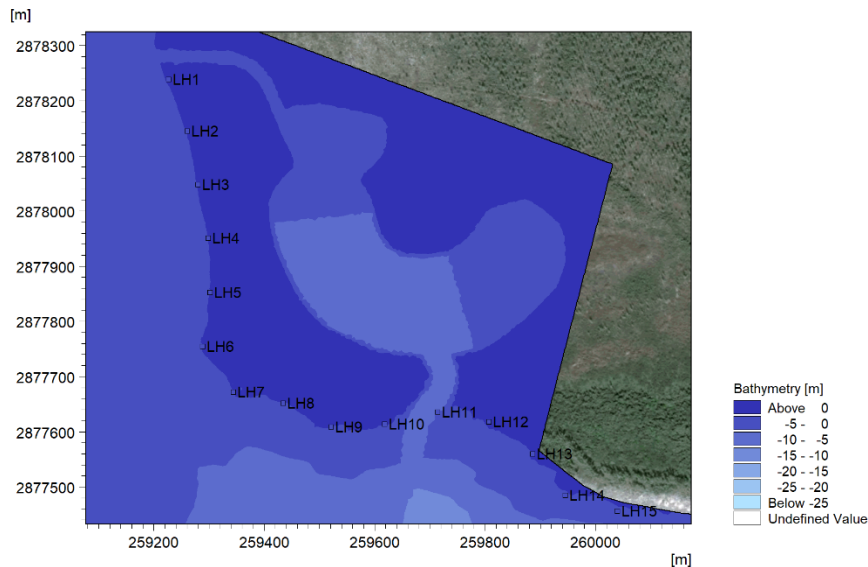 [m]
2878300
2878200
2878100
2878000
2877900
2877800
2877700
2877600
2877500
LH1
LH2
LH3
LH4
LH5
LH6
LH7
LH8
LH9
LH10
LH11
LH12
LH13
LH14
LH15
259200
259400
259600
259800
260000
[m]
Bathymetry [m]
Above 0
-5 - 0
-10 - -5
-15 - -10
-20 - -15
-25 - -20
Below -25
Undefined Value